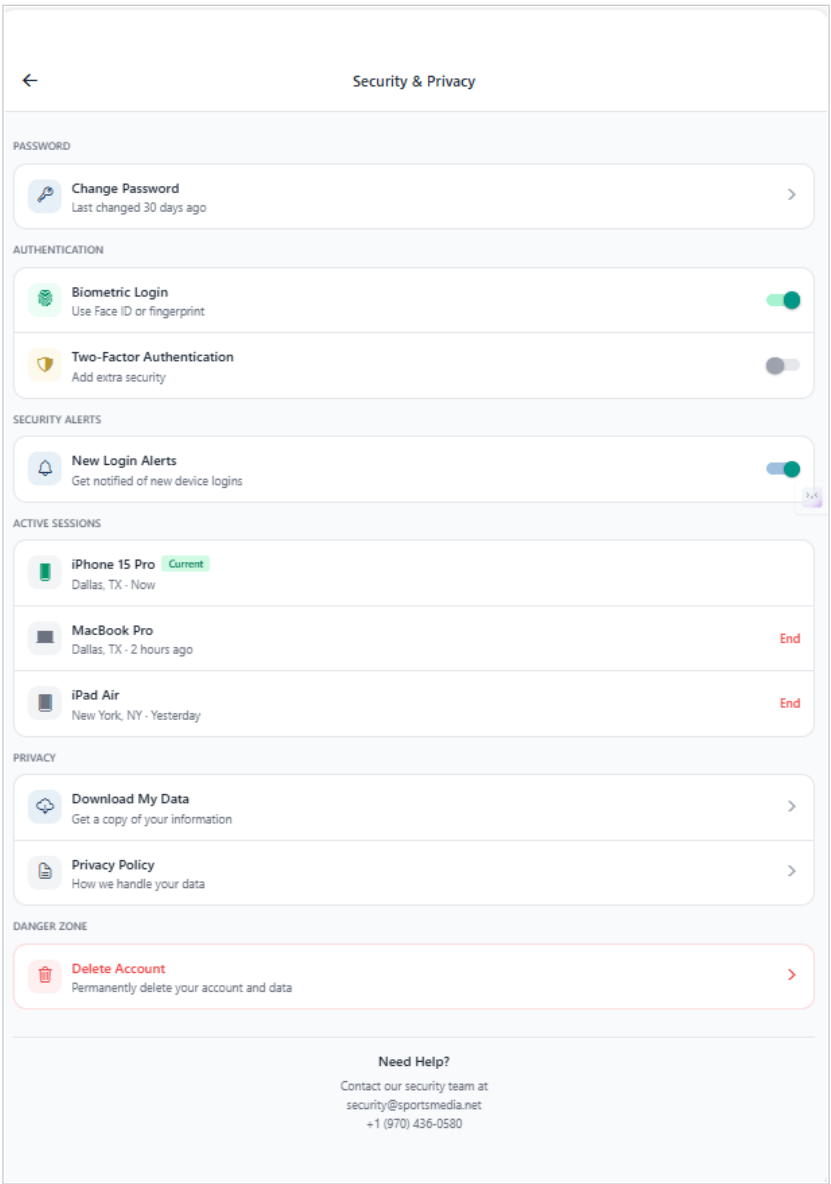 Security & Privacy
PASSWORD
Change Password
Last changed 30 days ago
AUTHENTICATION
Biometric Login
Use Face ID or fingerprint
Two-Factor Authentication
Add extra security
SECURITY ALERTS
New Login Alerts
Get notified of new device logins
ACTIVE SESSIONS
iPhone 15 Pro Current
Dallas, TX · Now
MacBook Pro
Dallas, TX · 2 hours ago
End
iPad Air
New York, NY · Yesterday
End
PRIVACY
Download My Data
Get a copy of your information
Privacy Policy
How we handle your data
DANGER ZONE
Delete Account
Permanently delete your account and data
Need Help?
Contact our security team at
security@sportsmedia.net
+1 (970) 436-0580